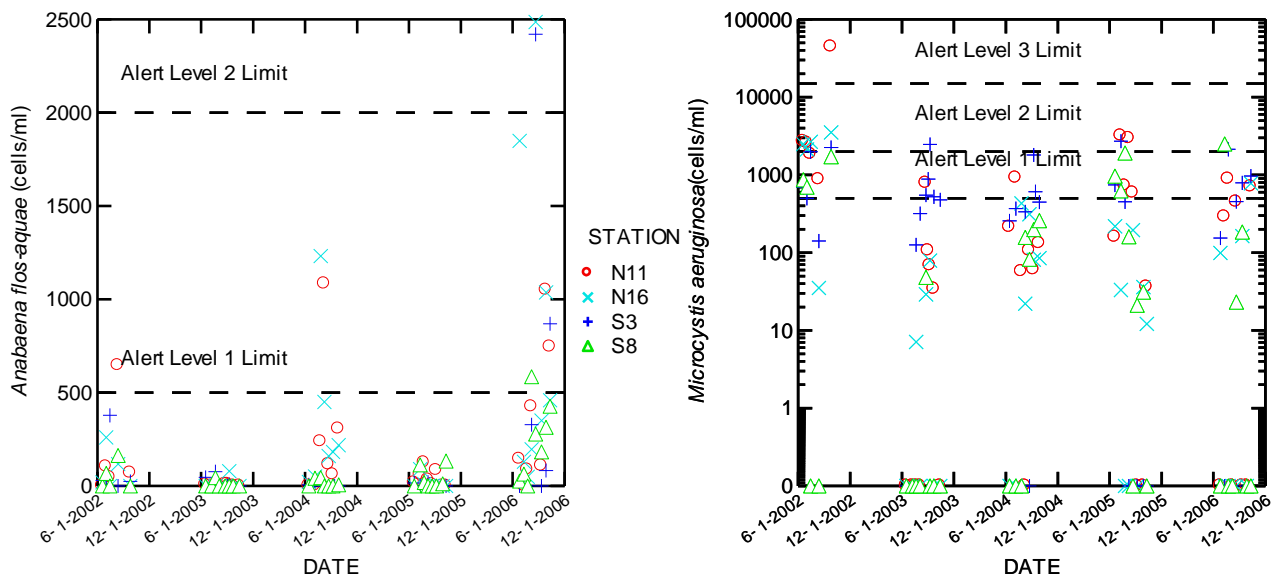 2500
2000
1500
1000
500
0
Anabaena flos-aquae (cells/ml)
Alert Level 2 Limit
Alert Level 1 Limit
6-1-2002
12-1-2002
6-1-2003
12-1-2003
6-1-2004
12-1-2004
6-1-2005
12-1-2005
6-1-2006
12-1-2006
DATE
STATION
N11
N16
S3
S8
100000
10000
1000
100
10
1
0
Microcystis aeruginosa(cells/ml)
Alert Level 3 Limit
Alert Level 2 Limit
Alert Level 1 Limit
6-1-2002
12-1-2002
6-1-2003
12-1-2003
6-1-2004
12-1-2004
6-1-2005
12-1-2005
6-1-2006
12-1-2006
DATE